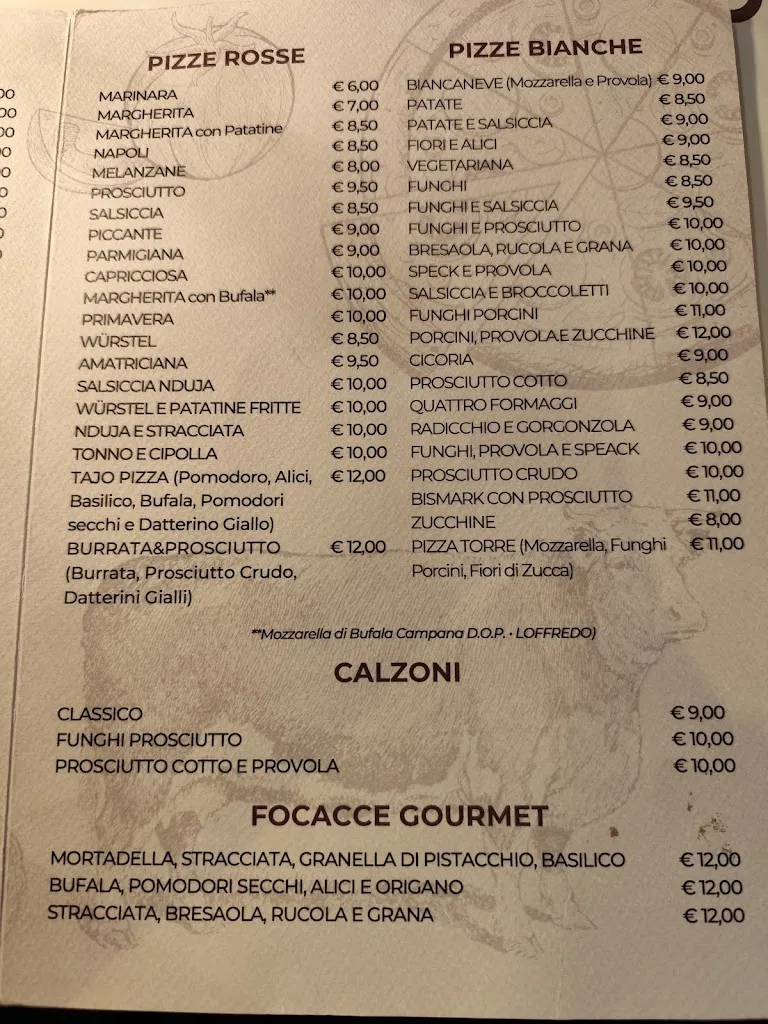 PIZZE ROSSE
MARINARA € 6,00
MARGHERITA € 7,00
MARGHERITA con Patatine € 8,50
NAPOLI € 8,50
MELANZANE € 8,00
PROSCIUTTO € 9,50
SALSICCIA € 8,50
PICCANTE € 9,00
PARMIGIANA € 9,00
CAPRICCIOSA € 10,00
MARGHERITA con Bufala** € 10,00
PRIMAVERA € 10,00
WÜRSTEL € 8,50
AMATRICIANA € 9,50
SALSICCIA NDUJA € 10,00
WÜRSTEL E PATATINE FRITTE € 10,00
NDUJA E STRACCIATA € 10,00
TONNO E CIPOLLA € 10,00
TAJO PIZZA (Pomodoro, Alici, € 12,00
Basilico, Bufala, Pomodori
secchi e Datterino Giallo)
BURRATA&PROSCIUTTO € 12,00
(Burrata, Prosciutto Crudo,
Datterini Gialli)
PIZZE BIANCHE
BIANCANEVE (Mozzarella e Provola) € 9,00
PATATE € 8,50
PATATE E SALSICCIA € 9,00
FIORI E ALICI € 9,00
VEGETARIANA € 8,50
FUNGHI € 8,50
FUNGHI E SALSICCIA € 9,50
FUNGHI E PROSCIUTTO € 10,00
BRESAOLA, RUCOLA E GRANA € 10,00
SPECK E PROVOLA € 10,00
SALSICCIA E BROCCOLETTI € 10,00
FUNGHI PORCINI € 11,00
PORCINI, PROVOLA.E ZUCCHINE € 12,00
CICORIA € 9,00
PROSCIUTTO COTTO € 8,50
QUATTRO FORMAGGI € 9,00
RADICCHIO E GORGONZOLA € 9,00
FUNGHI, PROVOLA E SPEACK € 10,00
PROSCIUTTO CRUDO € 10,00
BISMARK CON PROSCIUTTO € 11,00
ZUCCHINE € 8,00
PIZZA TORRE (Mozzarella, Funghi € 11,00
Porcini, Fiori di Zucca)
**Mozzarella di Bufala Campana D.O.P. • LOFFREDO)
CALZONI
CLASSICO € 9,00
FUNGHI PROSCIUTTO € 10,00
PROSCIUTTO COTTO E PROVOLA € 10,00
FOCACCE GOURMET
MORTADELLA, STRACCIATA, GRANELLA DI PISTACCHIO, BASILICO € 12,00
BUFALA, POMODORI SECCHI, ALICI E ORIGANO € 12,00
STRACCIATA, BRESAOLA, RUCOLA E GRANA € 12,00